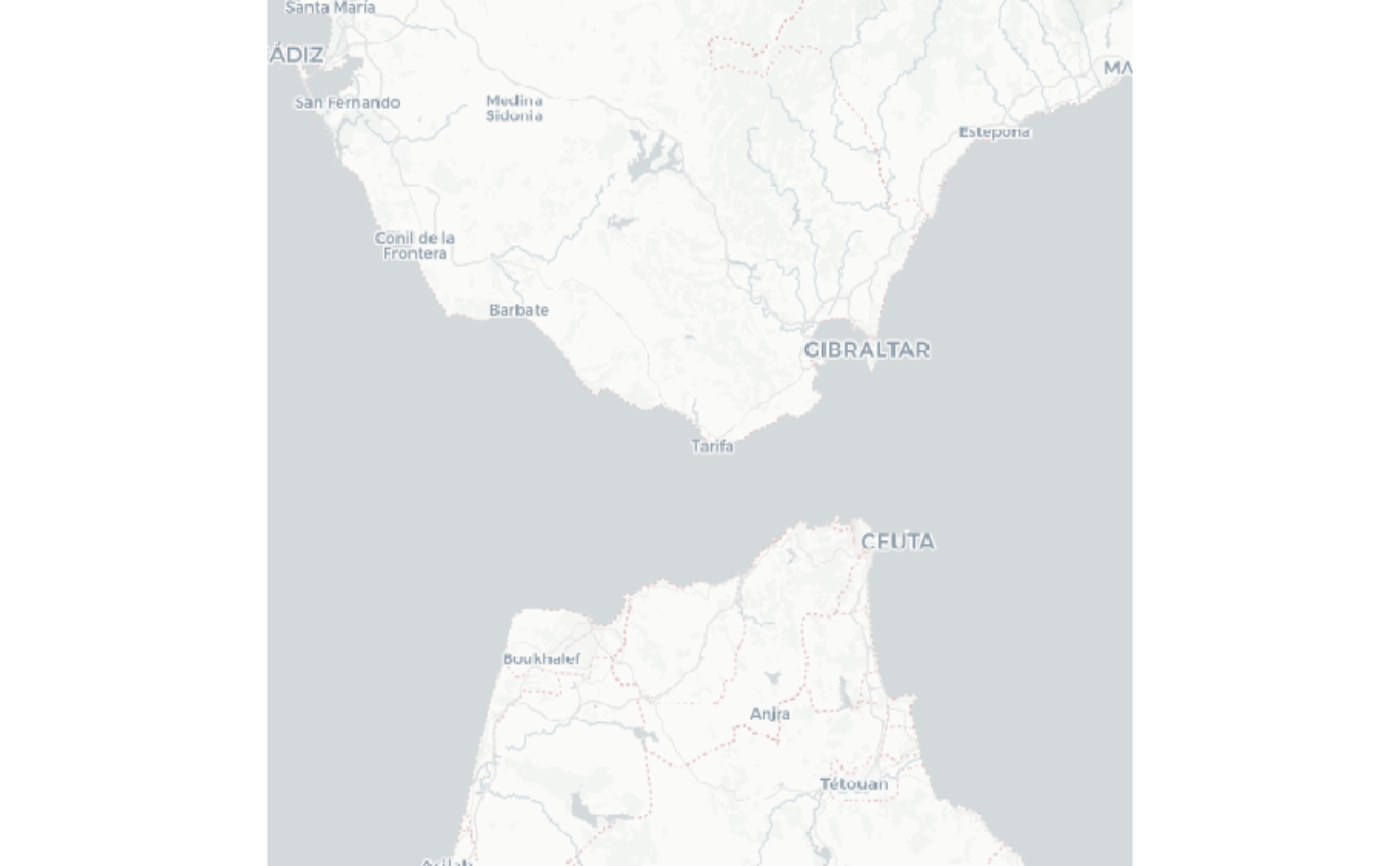 Santa María
ÁDIZ
MA
San Fernando
Medina
Sidonia
Estepona
Conil de la
Frontera
Barbate
GIBRALTAR
Tarifa
CEUTA
Boukhalef
Anjra
Tétouan